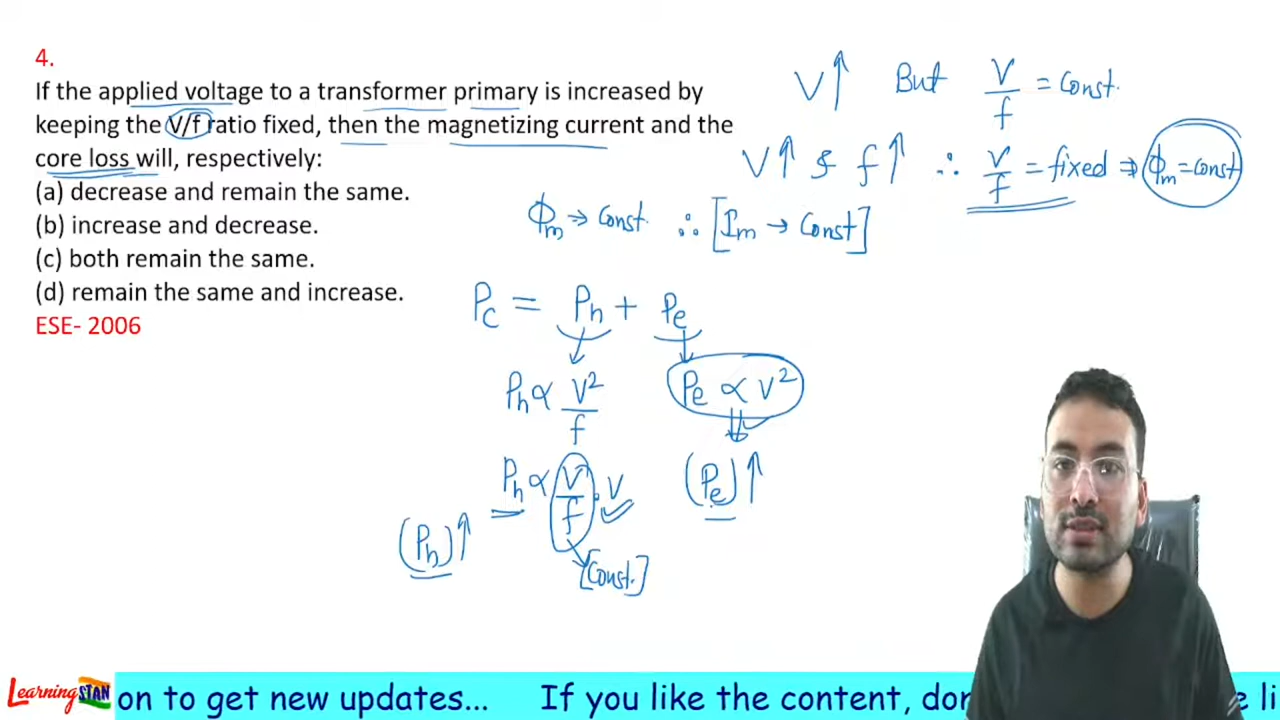 4.
If the applied voltage to a transformer primary is increased by
keeping the V/f ratio fixed, then the magnetizing current and the
core loss will, respectively:
(a) decrease and remain the same.
(b) increase and decrease.
(c) both remain the same.
(d) remain the same and increase.
ESE- 2006
V↑ But V/f = Const.
V↑ & f↑ ∴ V/f = fixed ⇒ ϕm = const
ϕm ⇒ Const. ∴ [Im → Const]
Pc = Ph + Pe
Ph ∝ V²/f
Pe ∝ V²
Ph ∝ V/f . V
(Pe)↑
(Ph)↑
[Const.]
LearningSTAN
on to get new updates... If you like the content, don
e li